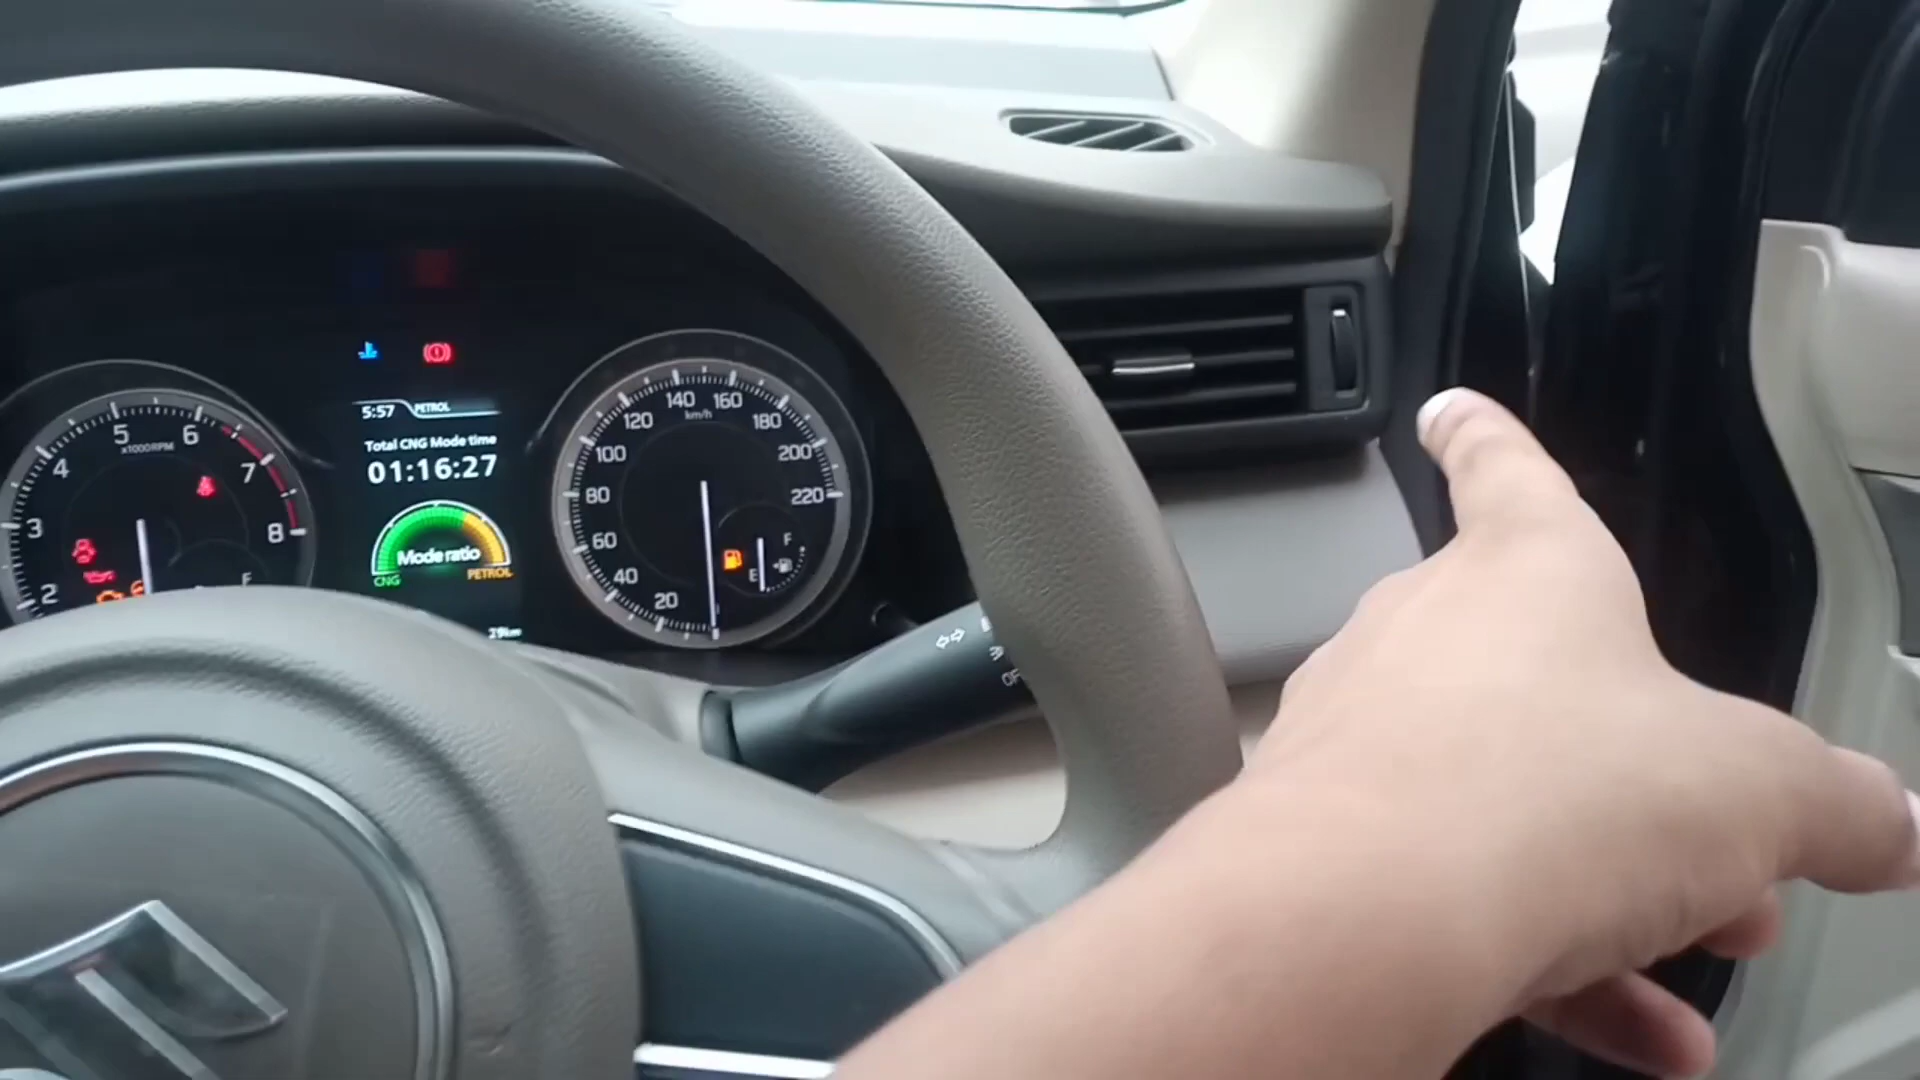 5:57 PETROL
Total CNG Mode time
01:16:27
Mode ratio
CNG PETROL
2 3 4 5 6 7 8
x1000RPM
F
20 40 60 80 100 120 140 160 180 200 220
km/h
F
E